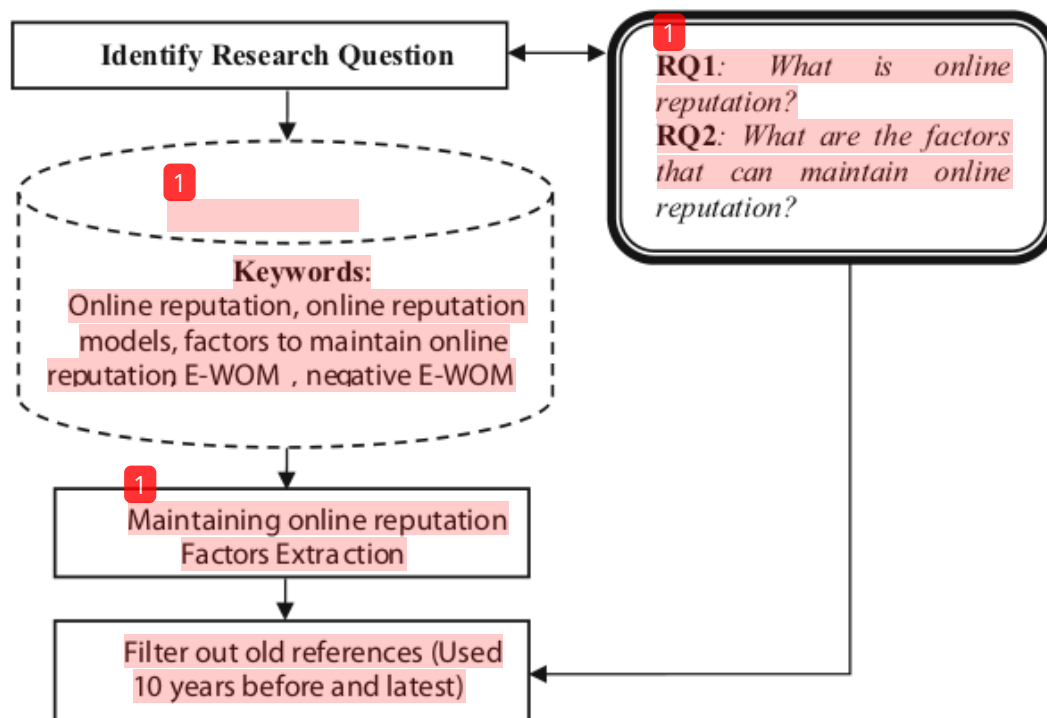 Identify Research Question
1
RQ1: What is online
reputation?
RQ2: What are the factors
that can maintain online
reputation?
1
Keywords:
Online reputation, online reputation
models, factors to maintain online
reputation, E-WOM , negative E-WOM
1
Maintaining online reputation
Factors Extraction
Filter out old references (Used
10 years before and latest)